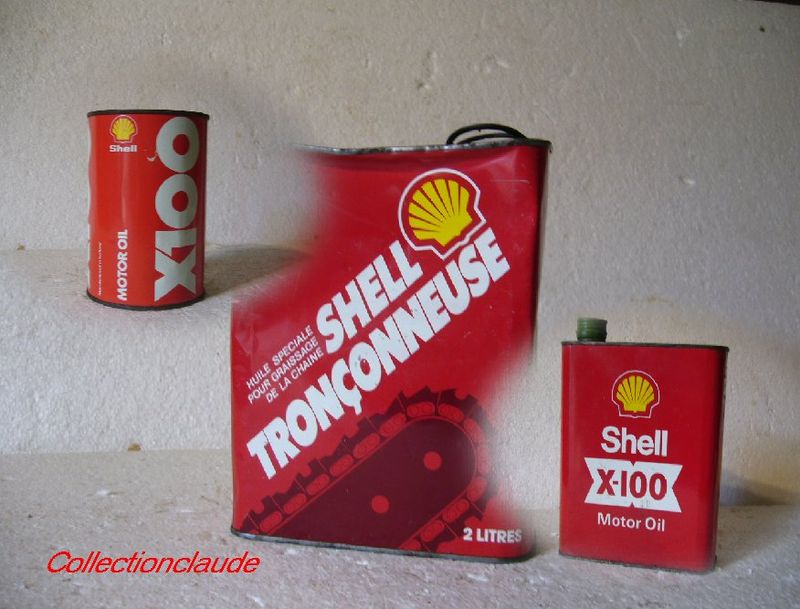 Shell
X100
MOTOR OIL
SHELL
TRONÇONNEUSE
HUILE SPECIALE
POUR GRAISSAGE
DE LA CHAINE
2 LITRES
Shell
X-100
Motor Oil
Collectionclaude